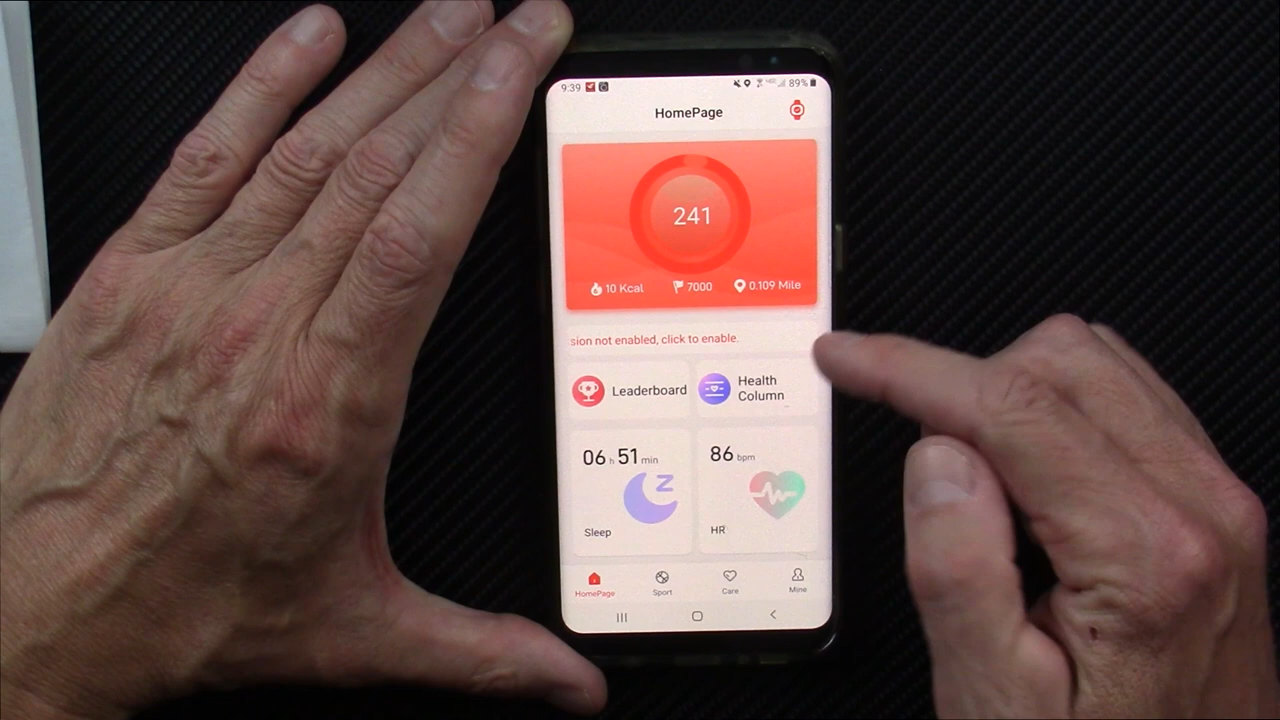 9:39 89%
HomePage
241
10 Kcal 7000 0.109 Mile
sion not enabled, click to enable.
Leaderboard
Health
Column
06 h 51 min
Z
Sleep
86 bpm
HR
HomePage Sport Care Mine